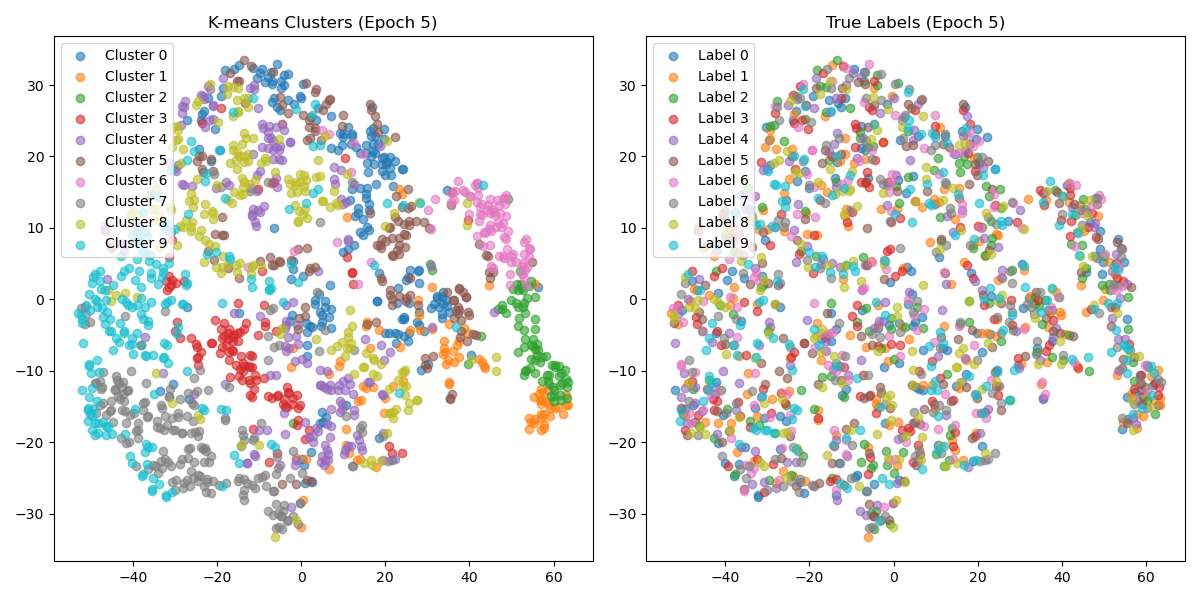 K-means Clusters (Epoch 5)
Cluster 0
Cluster 1
Cluster 2
Cluster 3
Cluster 4
Cluster 5
Cluster 6
Cluster 7
Cluster 8
Cluster 9
30
20
10
0
−10
−20
−30
−40
−20
0
20
40
60
True Labels (Epoch 5)
Label 0
Label 1
Label 2
Label 3
Label 4
Label 5
Label 6
Label 7
Label 8
Label 9
30
20
10
0
−10
−20
−30
−40
−20
0
20
40
60